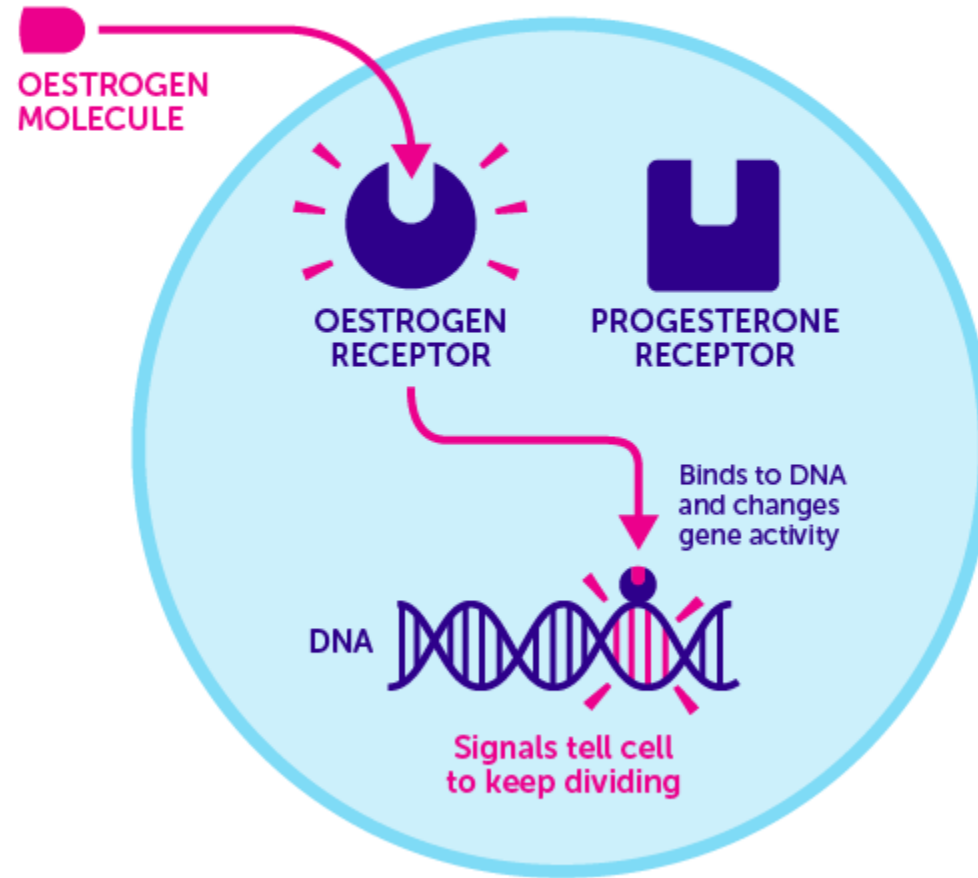 OESTROGEN
MOLECULE
OESTROGEN
RECEPTOR
PROGESTERONE
RECEPTOR
Binds to DNA
and changes
gene activity
DNA
Signals tell cell
to keep dividing